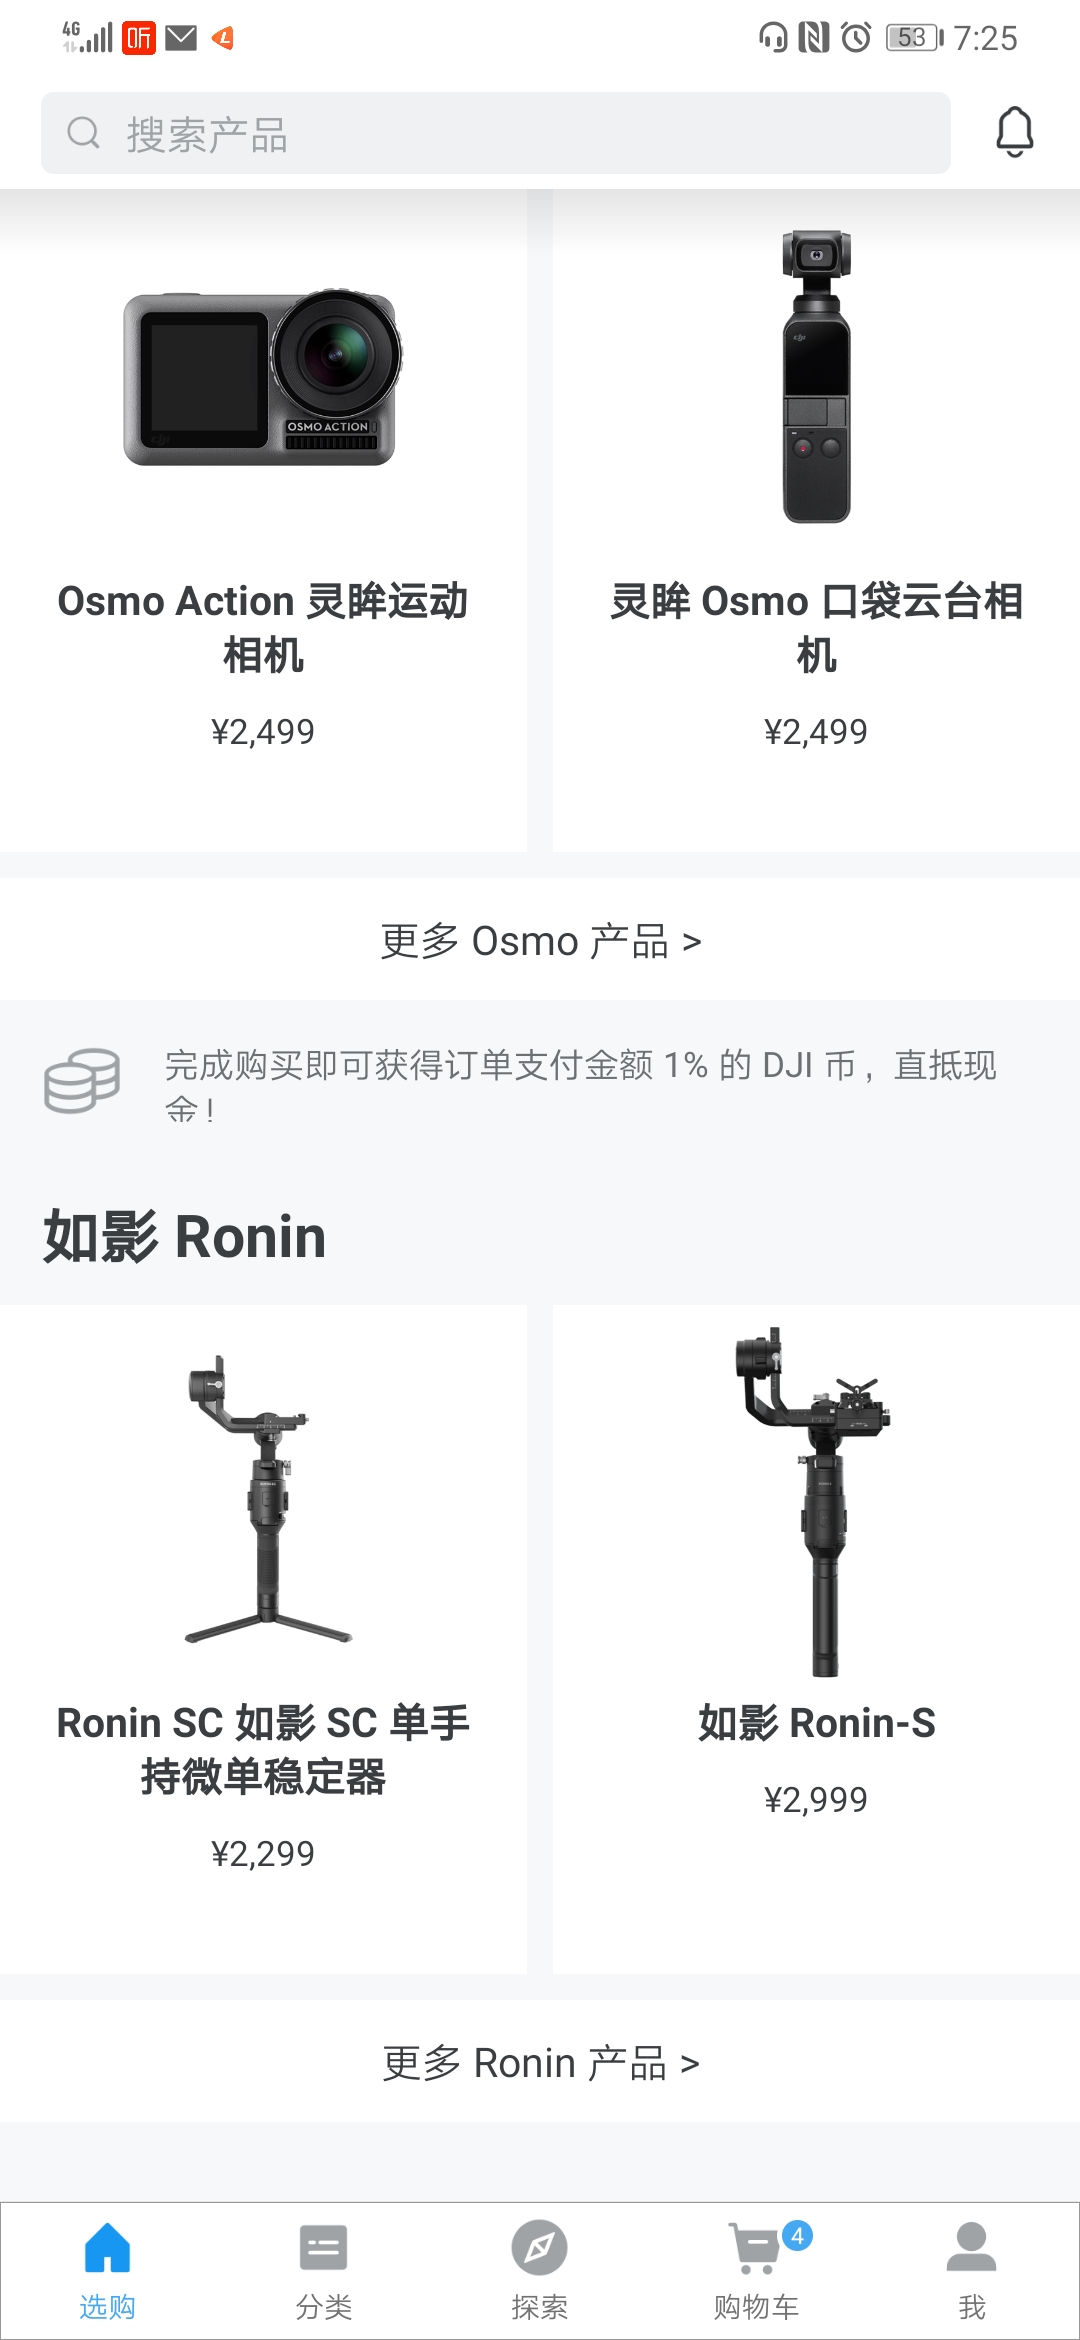 4G 听 53 7:25
搜索产品
OSMO ACTION
dji
Osmo Action 灵眸运动
相机
¥2,499
灵眸 Osmo 口袋云台相
机
¥2,499
更多 Osmo 产品 >
完成购买即可获得订单支付金额 1% 的 DJI 币，直抵现
金！
如影 Ronin
Ronin SC 如影 SC 单手
持微单稳定器
¥2,299
如影 Ronin-S
¥2,999
更多 Ronin 产品 >
4
选购 分类 探索 购物车 我